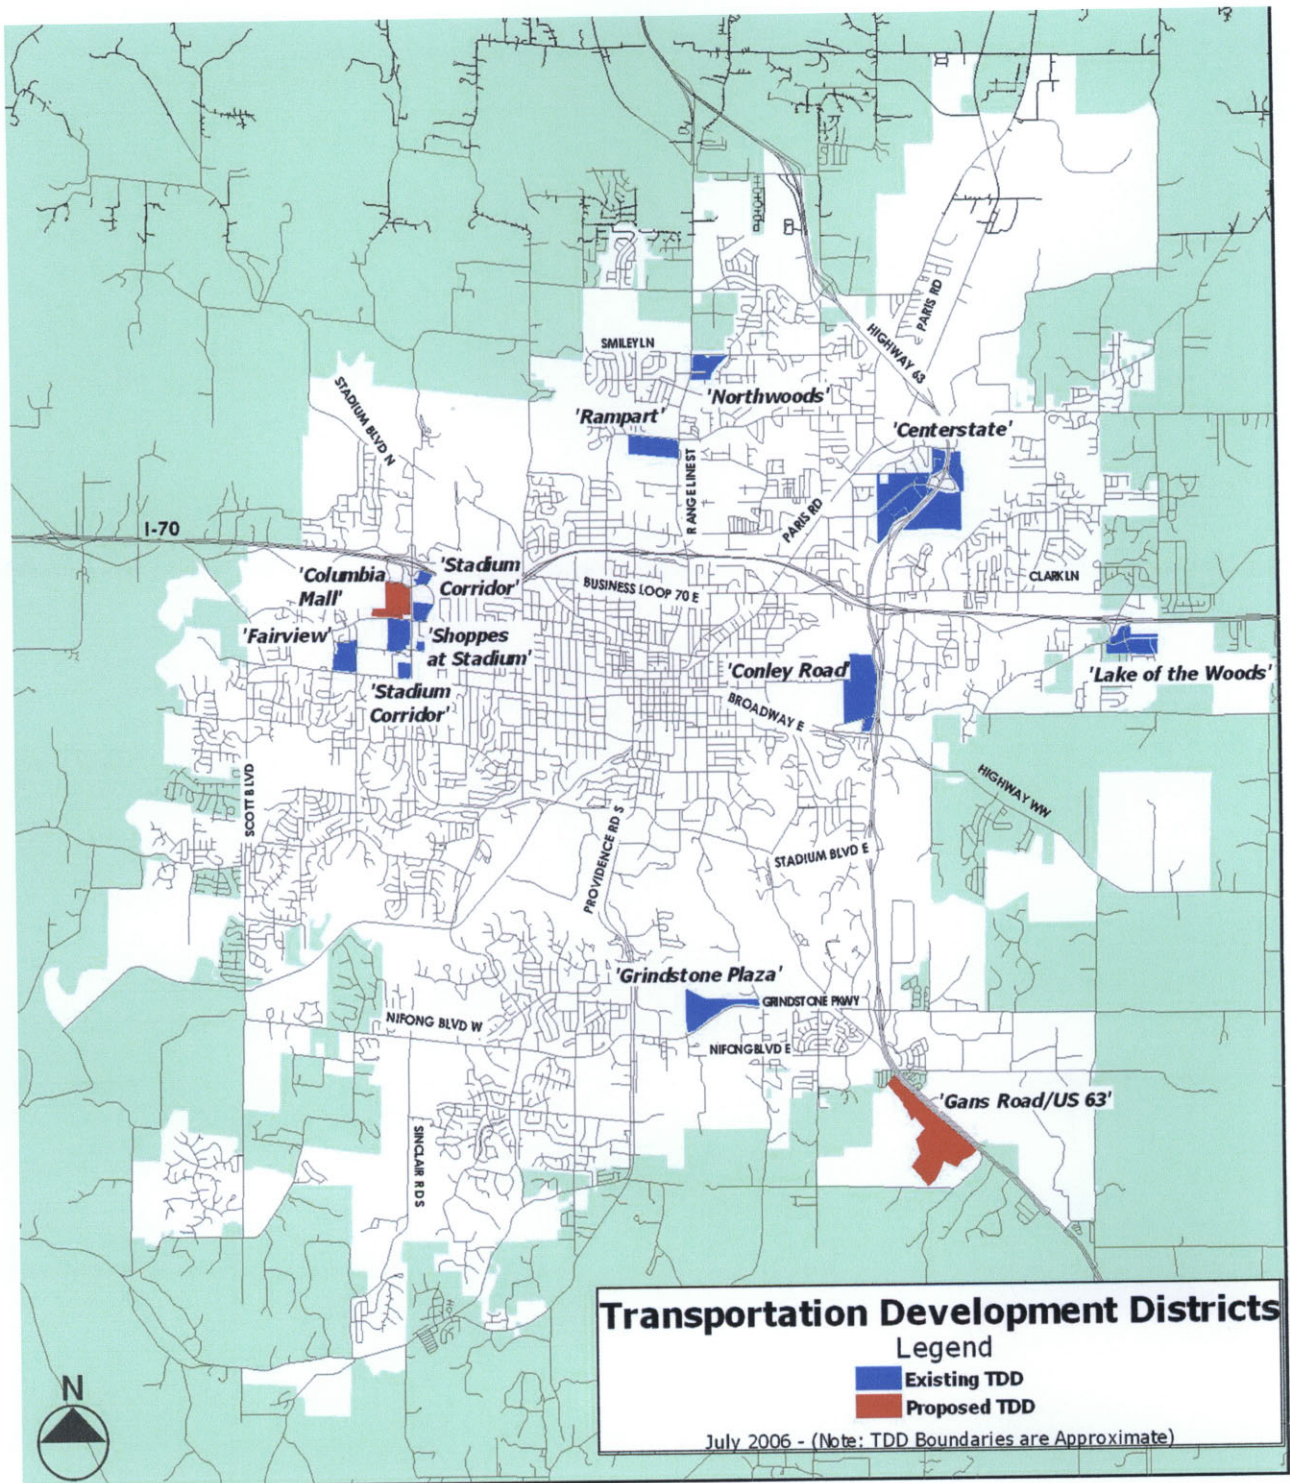 SMILEY LN
HIGHWAY 63
PARIS RD
'Northwoods'
STADIUM BLVD N
'Rampart'
'Centerstate'
RANGELINE ST
PARIS RD
I-70
'Stadium
Corridor'
'Columbia
Mall'
BUSINESS LOOP 70 E
CLARK LN
'Fairview'
'Shoppes
at Stadium'
'Conley Road'
'Lake of the Woods'
'Stadium
Corridor'
BROADWAY E
SCOTT BLVD
HIGHWAY WW
PROVIDENCE RD S
STADIUM BLVD E
'Grindstone Plaza'
GRINDSTONE PKWY
NIFONG BLVD W
NIFONG BLVD E
'Gans Road/US 63'
SINCLAIR RD S
Transportation Development Districts
Legend
Existing TDD
Proposed TDD
July 2006 - (Note: TDD Boundaries are Approximate)
N